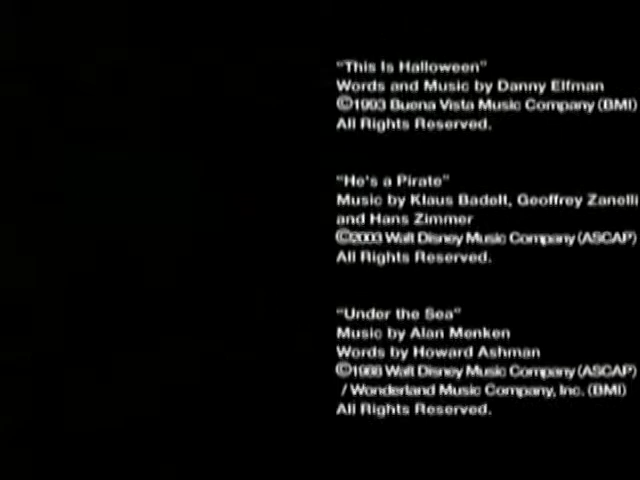 "This Is Halloween"
Words and Music by Danny Elfman
©1993 Buena Vista Music Company (BMI)
All Rights Reserved.
"He's a Pirate"
Music by Klaus Badelt, Geoffrey Zanelli
and Hans Zimmer
©2003 Walt Disney Music Company (ASCAP)
All Rights Reserved.
"Under the Sea"
Music by Alan Menken
Words by Howard Ashman
©1988 Walt Disney Music Company (ASCAP)
/ Wonderland Music Company, Inc. (BMI)
All Rights Reserved.